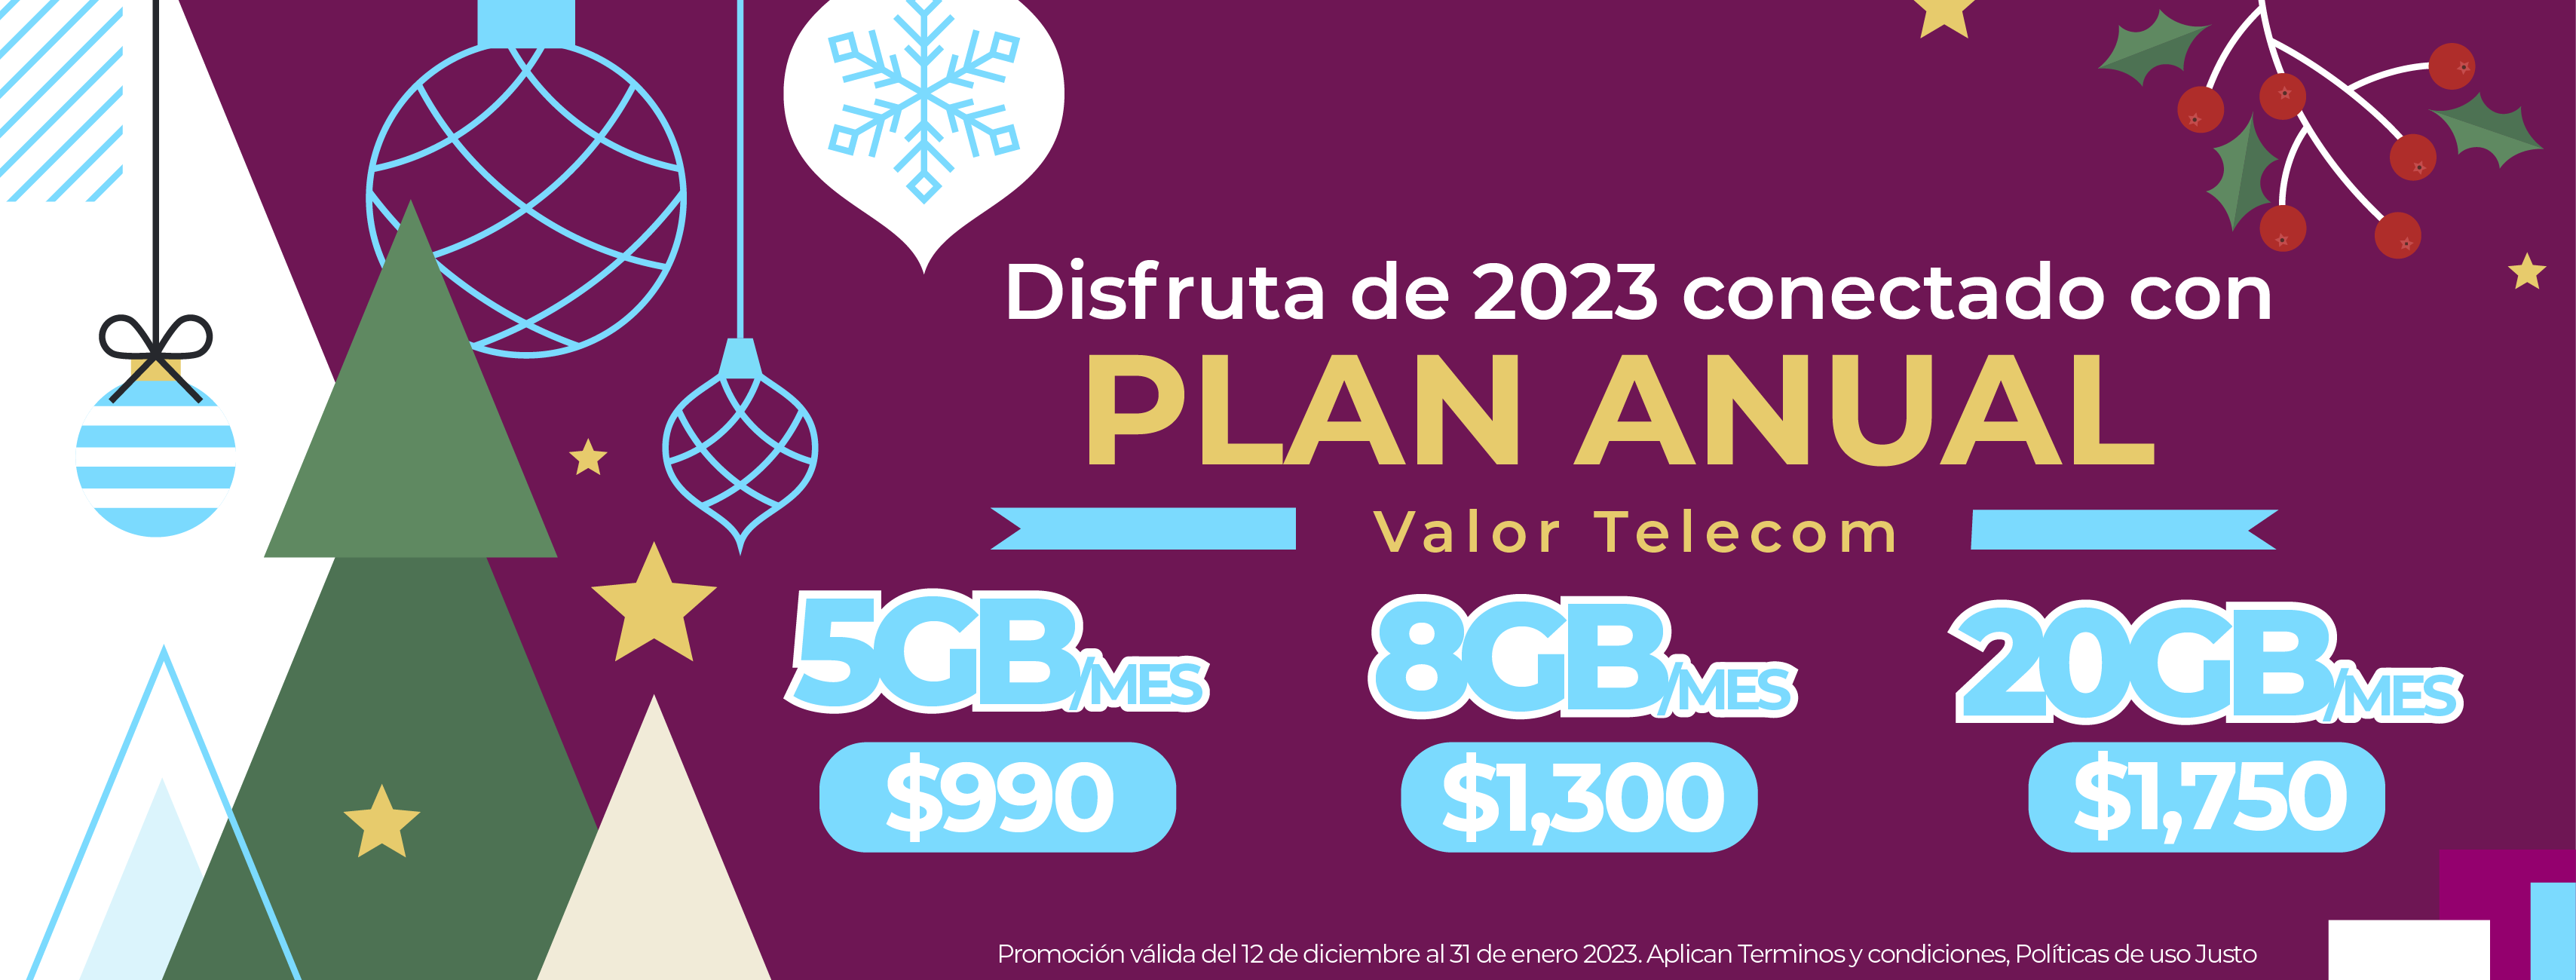 Disfruta de 2023 conectado con
PLAN ANUAL
Valor Telecom
5GB/MES
8GB/MES
20GB/MES
$990
$1,300
$1,750
Promoción válida del 12 de diciembre al 31 de enero 2023. Aplican Terminos y condiciones, Políticas de uso Justo